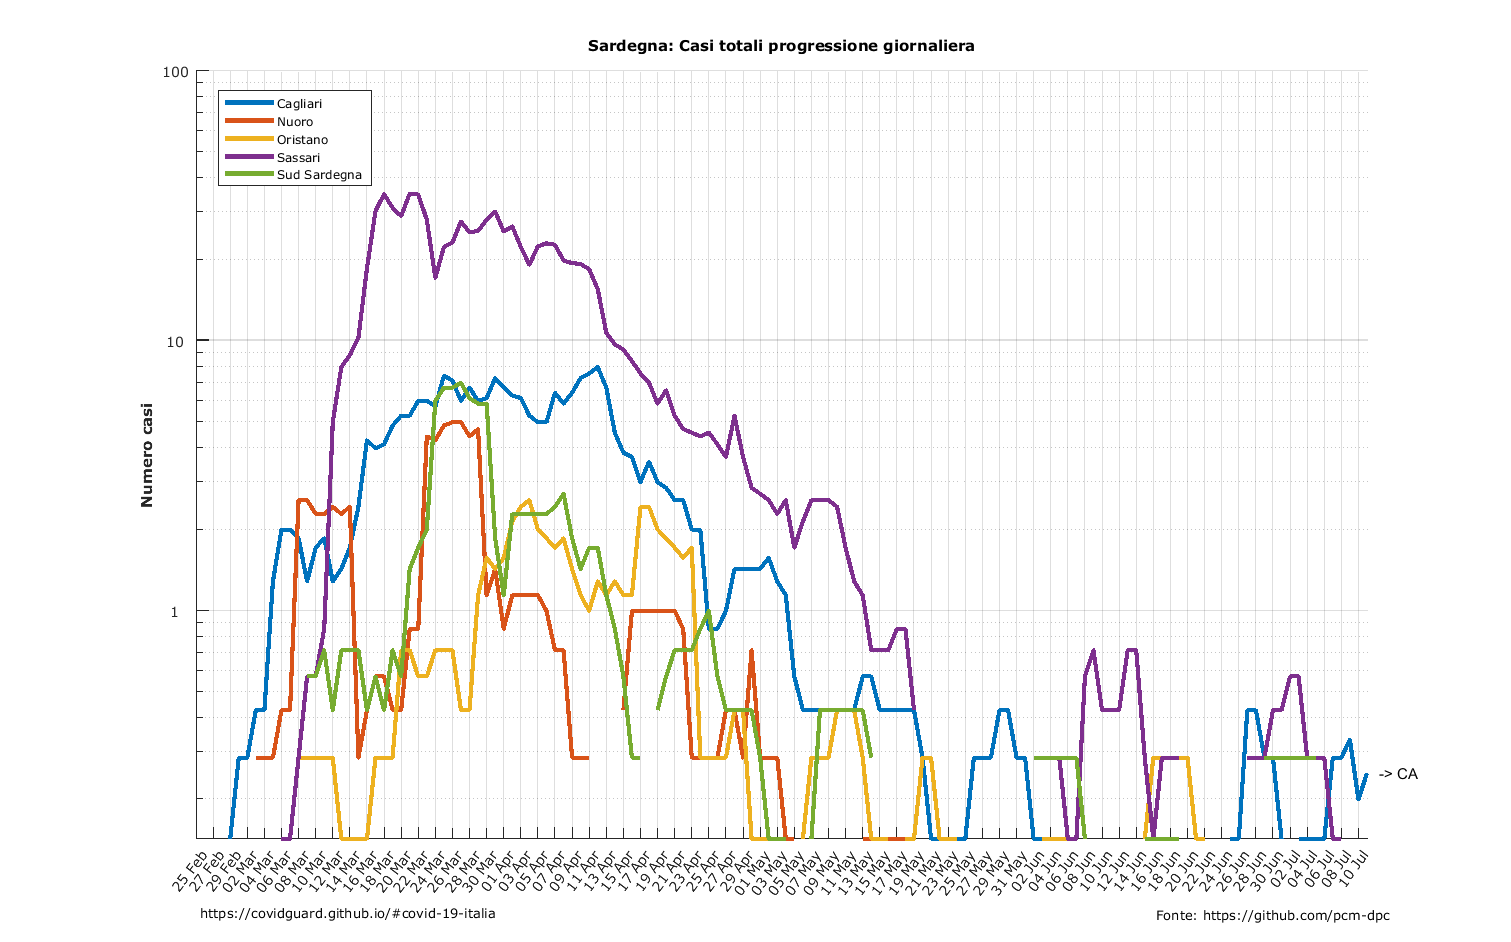 Sardegna: Casi totali progressione giornaliera
100
10
1
Numero casi
Cagliari
Nuoro
Oristano
Sassari
Sud Sardegna
-> CA
25 Feb
27 Feb
29 Feb
02 Mar
04 Mar
06 Mar
08 Mar
10 Mar
12 Mar
14 Mar
16 Mar
18 Mar
20 Mar
22 Mar
24 Mar
26 Mar
28 Mar
30 Mar
01 Apr
03 Apr
05 Apr
07 Apr
09 Apr
11 Apr
13 Apr
15 Apr
17 Apr
19 Apr
21 Apr
23 Apr
25 Apr
27 Apr
29 Apr
01 May
03 May
05 May
07 May
09 May
11 May
13 May
15 May
17 May
19 May
21 May
23 May
25 May
27 May
29 May
31 May
02 Jun
04 Jun
06 Jun
08 Jun
10 Jun
12 Jun
14 Jun
16 Jun
18 Jun
20 Jun
22 Jun
24 Jun
26 Jun
28 Jun
30 Jun
02 Jul
04 Jul
06 Jul
08 Jul
10 Jul
https://covidguard.github.io/#covid-19-italia
Fonte: https://github.com/pcm-dpc